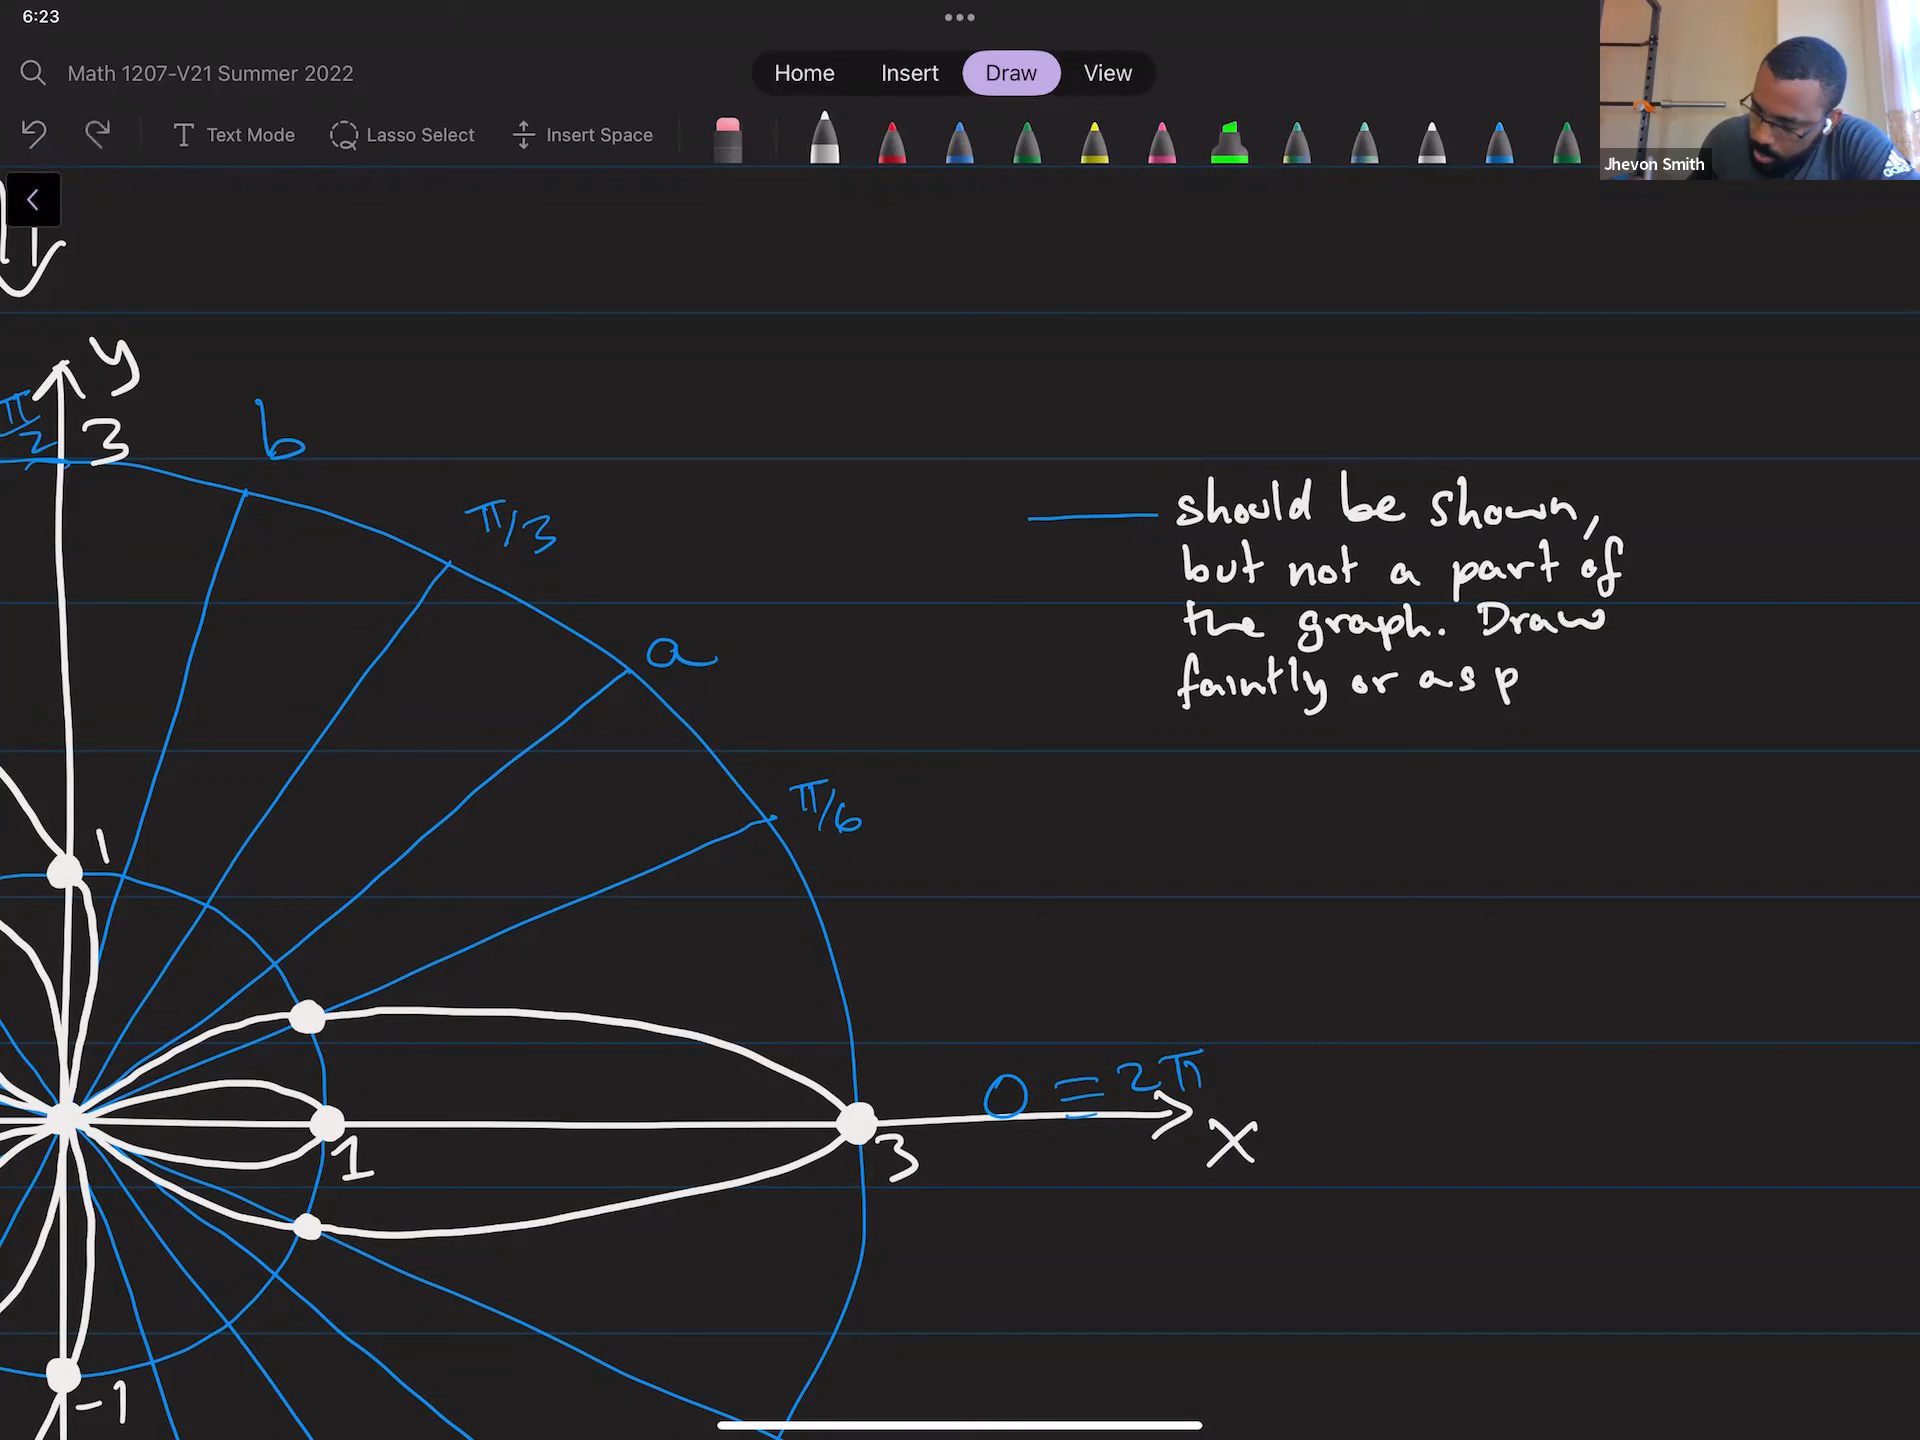 6:23
Math 1207-V21 Summer 2022
Home Insert Draw View
Text Mode Lasso Select Insert Space
Jhevon Smith
y
π/2
3
b
π/3
should be shown,
but not a part of
the graph. Draw
faintly or as p
a
π/6
1
0 ≡ 2π
1
3
x
-1